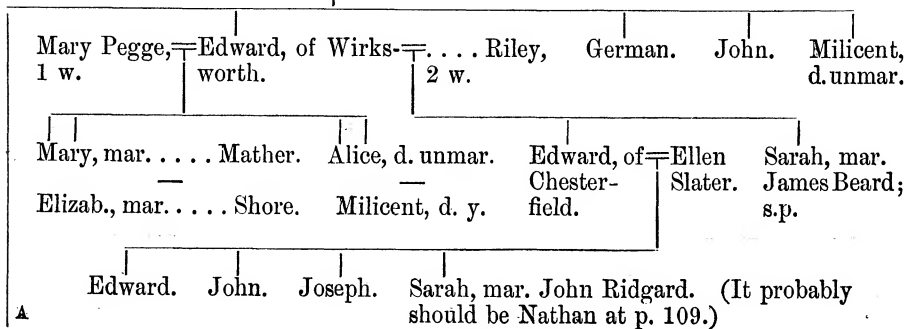 Mary Pegge,=Edward, of Wirks-=. . . . Riley, German. John. Milicent,
1 w. worth. 2 w. d. unmar.
Mary, mar. . . . . Mather. Alice, d. unmar. Edward, of=Ellen Sarah, mar.
— — Chester- Slater. James Beard;
Elizab., mar. . . . . Shore. Milicent, d. y. field. s.p.
Edward. John. Joseph. Sarah, mar. John Ridgard. (It probably
A should be Nathan at p. 109.)